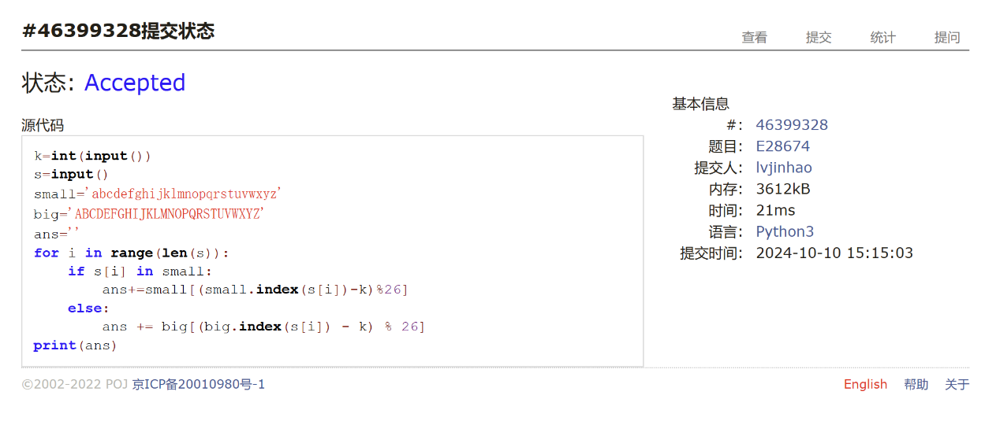 #46399328提交状态
查看 提交 统计 提问
状态: Accepted
源代码
k=int(input())
s=input()
small='abcdefghijklmnopqrstuvwxyz'
big='ABCDEFGHIJKLMNOPQRSTUVWXYZ'
ans=''
for i in range(len(s)):
    if s[i] in small:
        ans+=small[(small.index(s[i])-k)%26]
    else:
        ans += big[(big.index(s[i]) - k) % 26]
print(ans)
基本信息
#: 46399328
题目: E28674
提交人: lvjinhao
内存: 3612kB
时间: 21ms
语言: Python3
提交时间: 2024-10-10 15:15:03
©2002-2022 POJ 京ICP备20010980号-1
English 帮助 关于